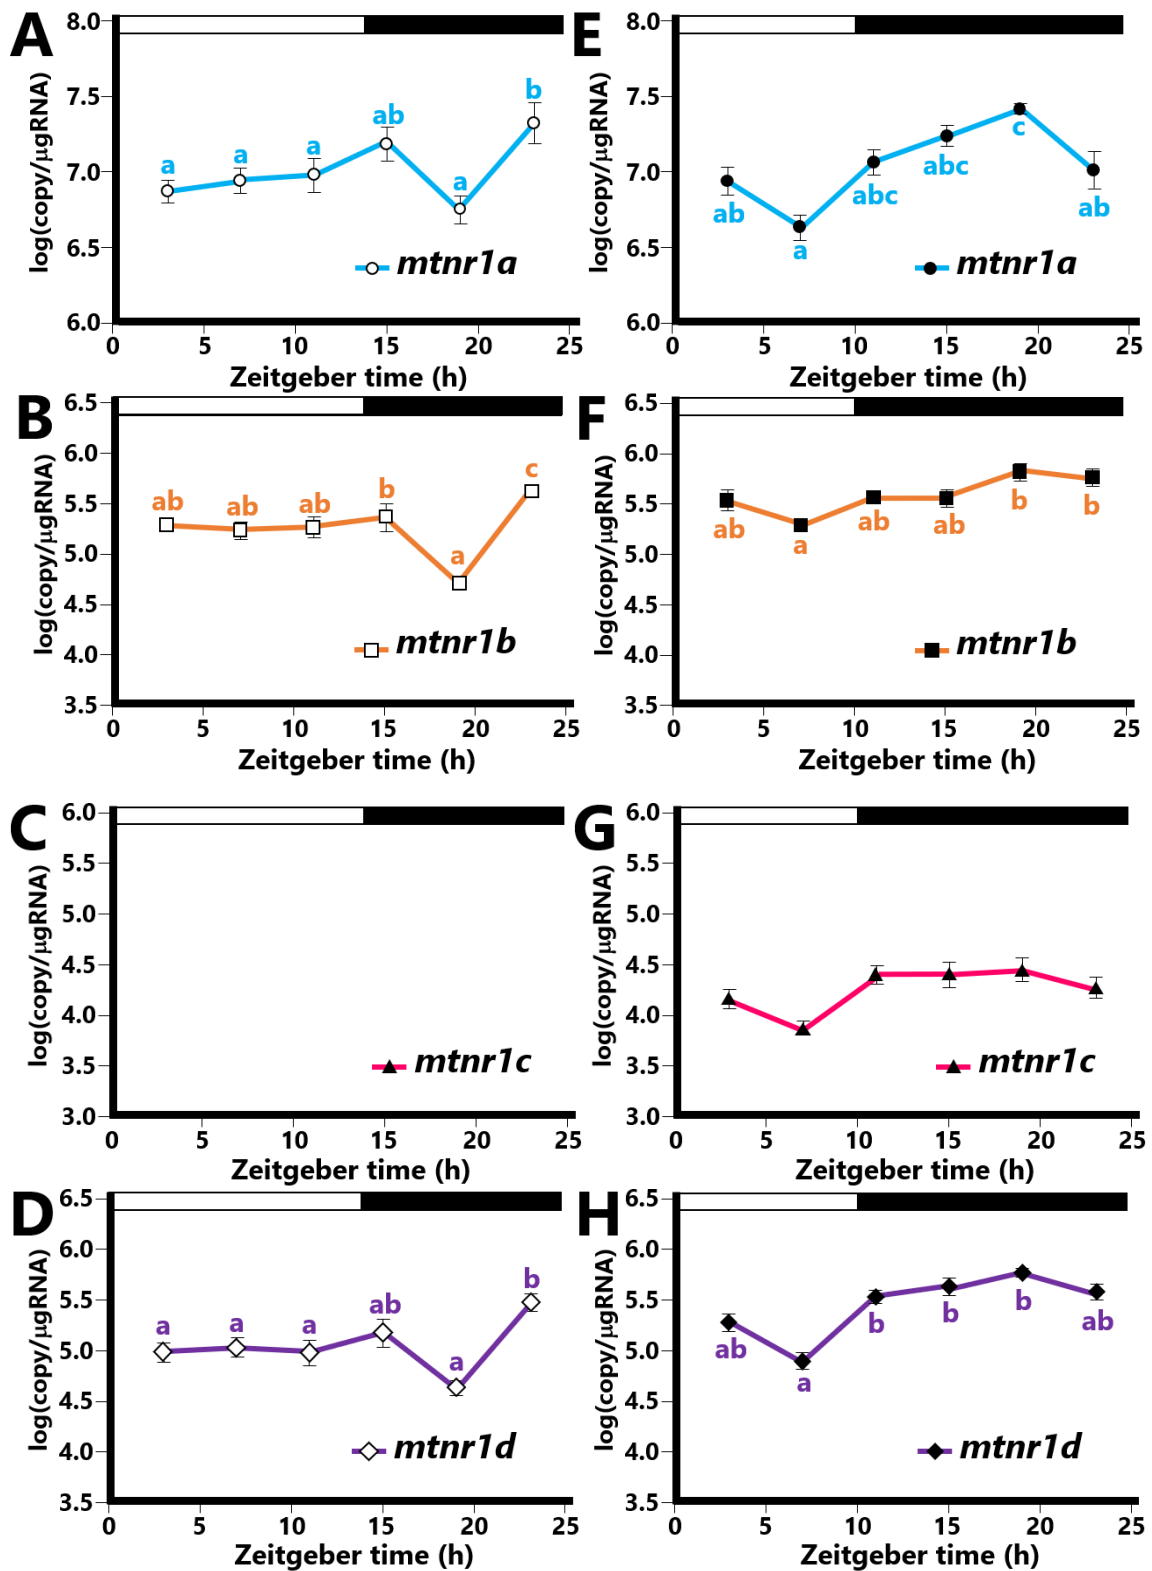 A
8.0
7.5
7.0
6.5
6.0
log(copy/μgRNA)
a
a
a
ab
a
b
mtnr1a
0 5 10 15 20 25
Zeitgeber time (h)
E
8.0
7.5
7.0
6.5
6.0
log(copy/μgRNA)
ab
a
abc
abc
c
ab
mtnr1a
0 5 10 15 20 25
Zeitgeber time (h)
B
6.5
6.0
5.5
5.0
4.5
4.0
3.5
log(copy/μgRNA)
ab
ab
ab
b
a
c
mtnr1b
0 5 10 15 20 25
Zeitgeber time (h)
F
6.5
6.0
5.5
5.0
4.5
4.0
3.5
log(copy/μgRNA)
ab
a
ab
ab
b
b
mtnr1b
0 5 10 15 20 25
Zeitgeber time (h)
C
6.0
5.5
5.0
4.5
4.0
3.5
3.0
log(copy/μgRNA)
mtnr1c
0 5 10 15 20 25
Zeitgeber time (h)
G
6.0
5.5
5.0
4.5
4.0
3.5
3.0
log(copy/μgRNA)
mtnr1c
0 5 10 15 20 25
Zeitgeber time (h)
D
6.5
6.0
5.5
5.0
4.5
4.0
3.5
log(copy/μgRNA)
a
a
a
ab
a
b
mtnr1d
0 5 10 15 20 25
Zeitgeber time (h)
H
6.5
6.0
5.5
5.0
4.5
4.0
3.5
log(copy/μgRNA)
ab
a
b
b
b
ab
mtnr1d
0 5 10 15 20 25
Zeitgeber time (h)